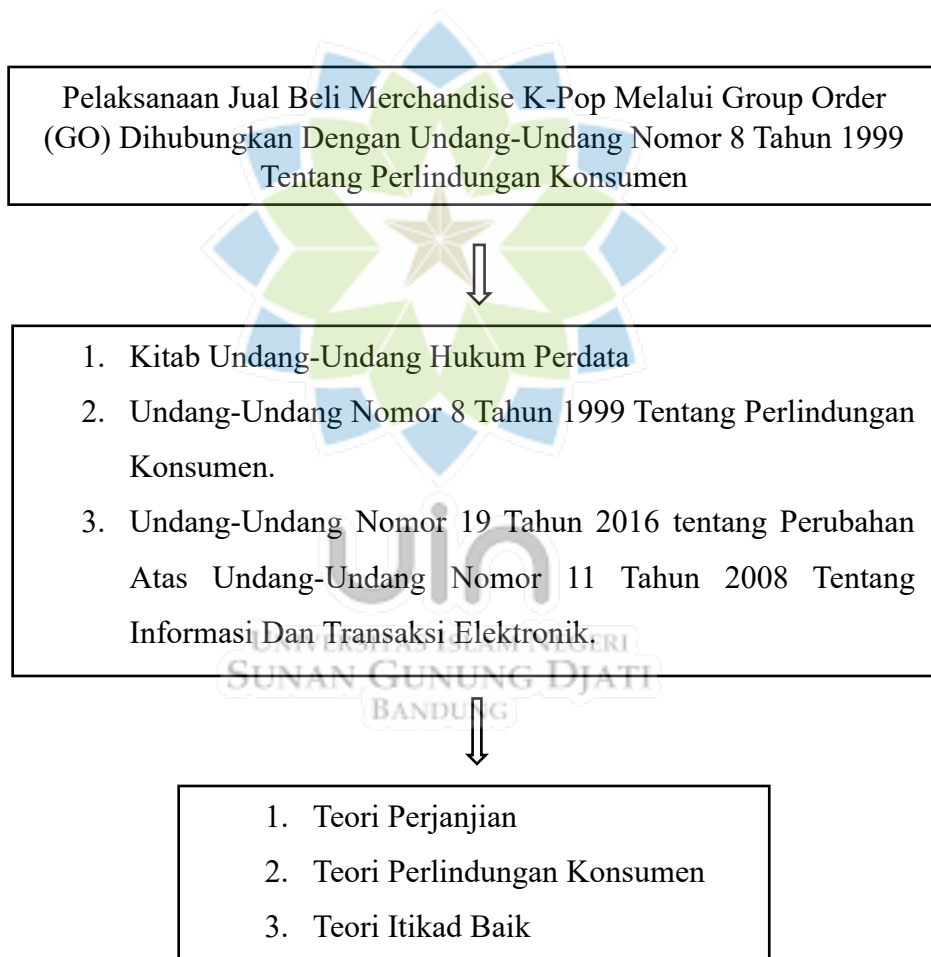 Pelaksanaan Jual Beli Merchandise K-Pop Melalui Group Order
(GO) Dihubungkan Dengan Undang-Undang Nomor 8 Tahun 1999
Tentang Perlindungan Konsumen
1. Kitab Undang-Undang Hukum Perdata
2. Undang-Undang Nomor 8 Tahun 1999 Tentang Perlindungan
Konsumen.
3. Undang-Undang Nomor 19 Tahun 2016 tentang Perubahan
Atas Undang-Undang Nomor 11 Tahun 2008 Tentang
Informasi Dan Transaksi Elektronik.
uin
UNIVERSITAS ISLAM NEGERI
SUNAN GUNUNG DJATI
BANDUNG
1. Teori Perjanjian
2. Teori Perlindungan Konsumen
3. Teori Itikad Baik